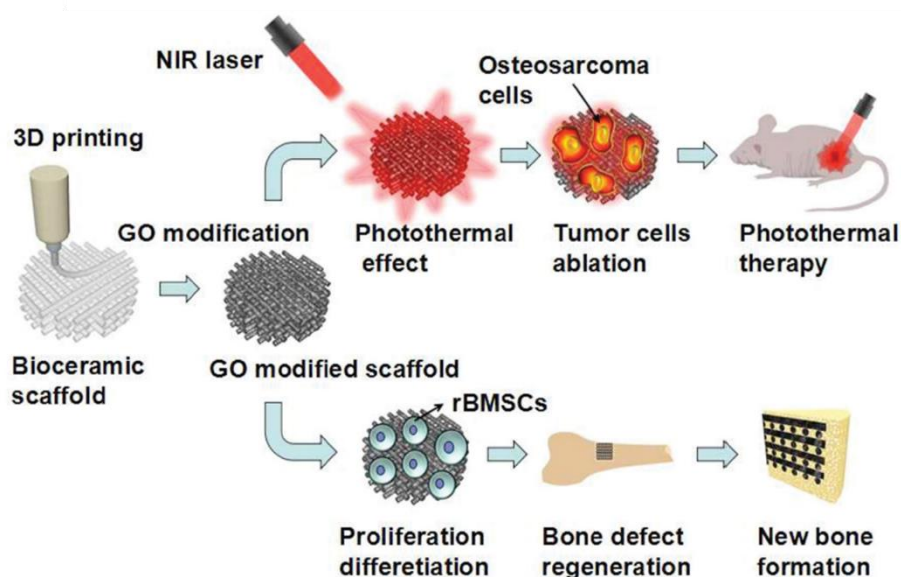 NIR laser
Osteosarcoma
cells
3D printing
GO modification
Photothermal
effect
Tumor cells
ablation
Photothermal
therapy
Bioceramic
scaffold
GO modified scaffold
rBMSCs
Proliferation
differetiation
Bone defect
regeneration
New bone
formation